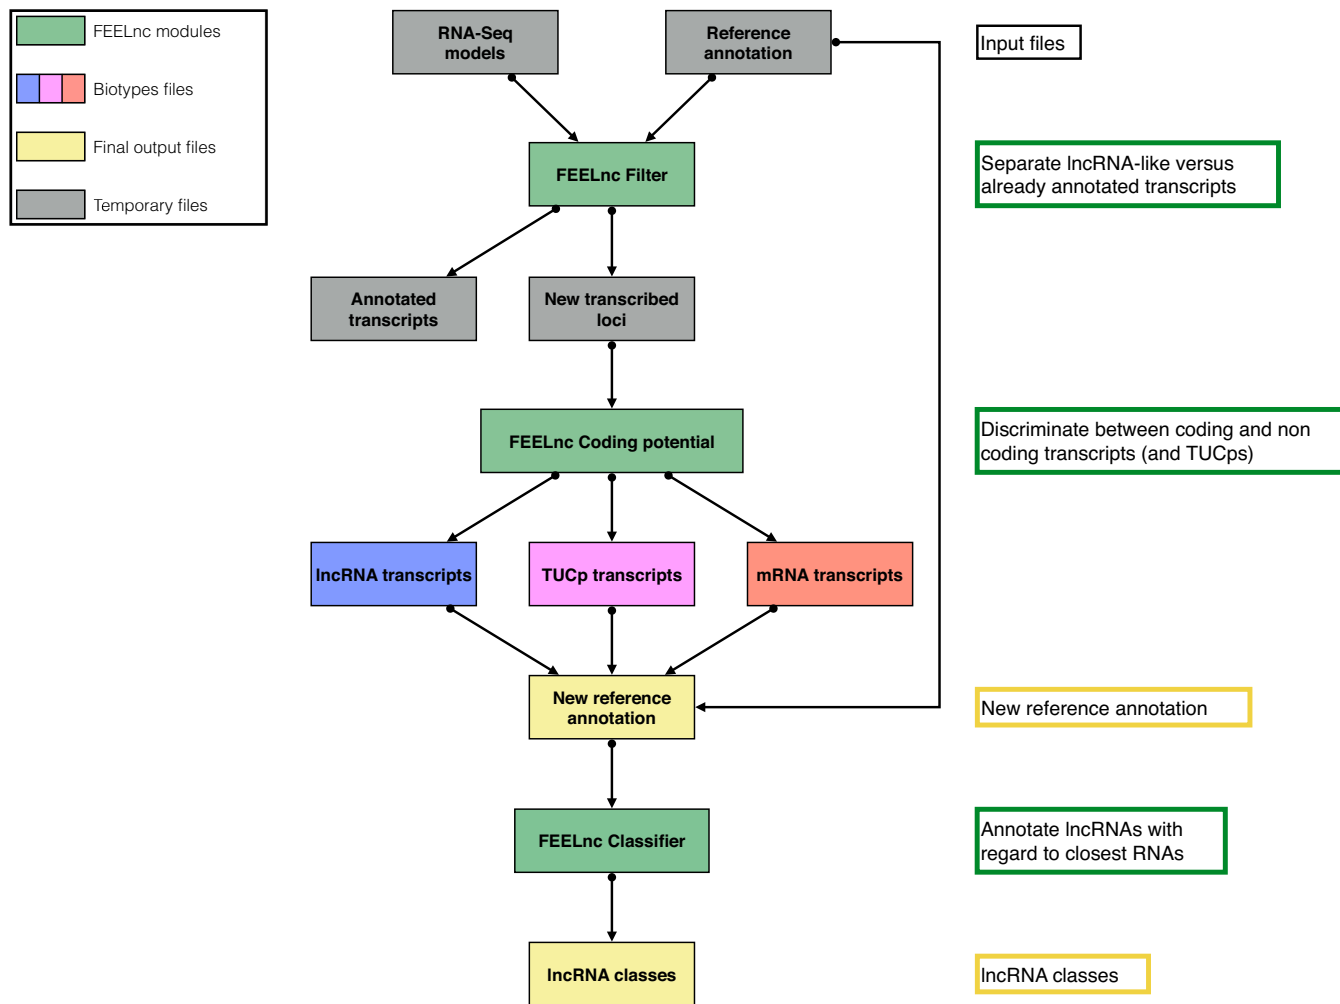 FEELnc modules
Biotypes files
Final output files
Temporary files
RNA-Seq
models
Reference
annotation
Input files
FEELnc Filter
Separate lncRNA-like versus
already annotated transcripts
Annotated
transcripts
New transcribed
loci
FEELnc Coding potential
Discriminate between coding and non
coding transcripts (and TUCps)
lncRNA transcripts
TUCp transcripts
mRNA transcripts
New reference
annotation
New reference annotation
FEELnc Classifier
Annotate lncRNAs with
regard to closest RNAs
lncRNA classes
lncRNA classes